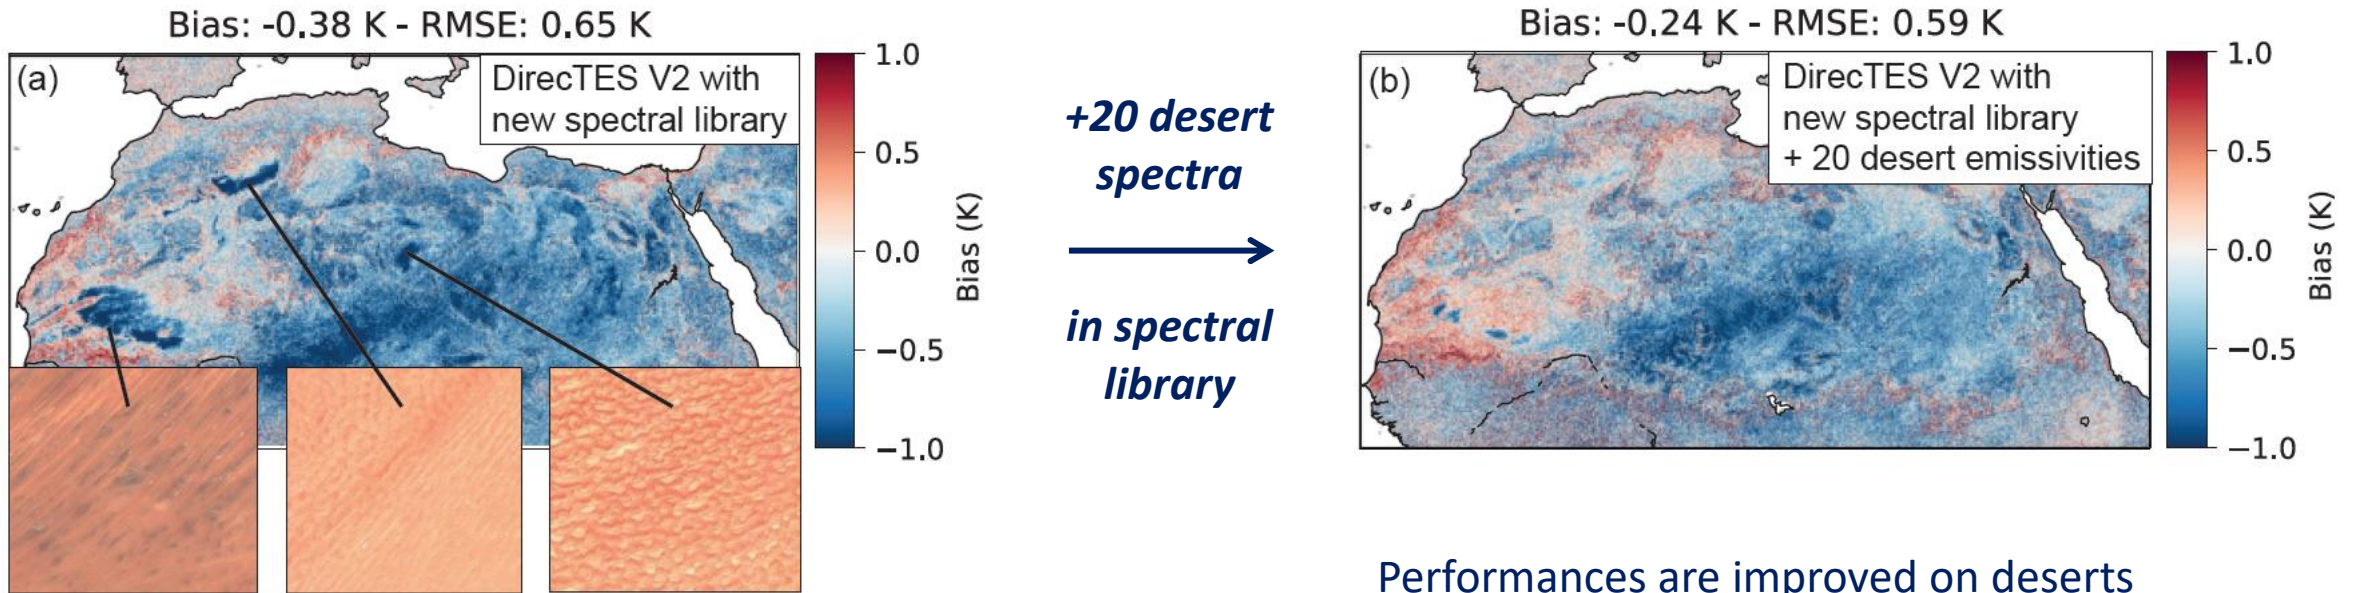 Bias: -0.38 K - RMSE: 0.65 K
(a)
DirecTES V2 with
new spectral library
1.0
0.5
0.0
−0.5
−1.0
Bias (K)
+20 desert
spectra
in spectral
library
Bias: -0.24 K - RMSE: 0.59 K
(b)
DirecTES V2 with
new spectral library
+ 20 desert emissivities
1.0
0.5
0.0
−0.5
−1.0
Bias (K)
Performances are improved on deserts